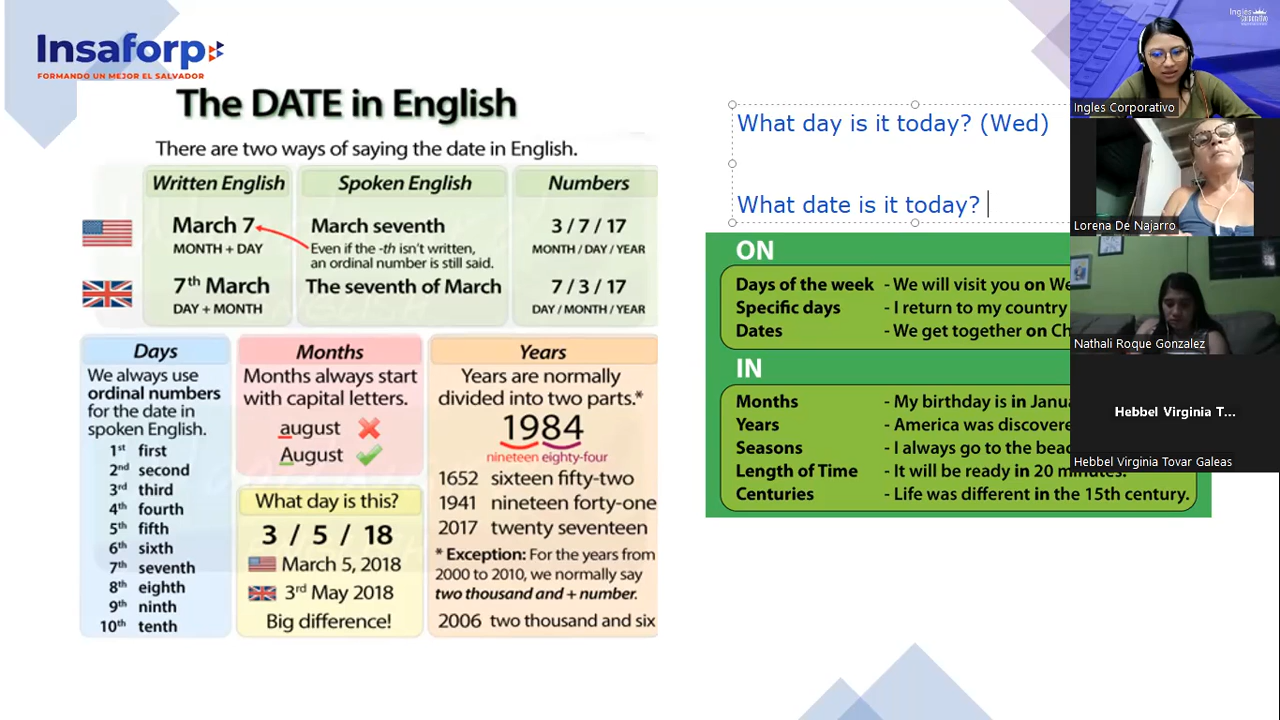 Insaforp
FORMANDO UN MEJOR EL SALVADOR
The DATE in English
There are two ways of saying the date in English.
Written English
Spoken English
Numbers
March 7
MONTH + DAY
March seventh
Even if the -th isn't written,
an ordinal number is still said.
3 / 7 / 17
MONTH / DAY / YEAR
7th March
DAY + MONTH
The seventh of March
7 / 3 / 17
DAY / MONTH / YEAR
Days
We always use
ordinal numbers
for the date in
spoken English.
1st first
2nd second
3rd third
4th fourth
5th fifth
6th sixth
7th seventh
8th eighth
9th ninth
10th tenth
Months
Months always start
with capital letters.
august
August
What day is this?
3 / 5 / 18
March 5, 2018
3rd May 2018
Big difference!
Years
Years are normally
divided into two parts.*
1984
nineteen eighty-four
1652 sixteen fifty-two
1941 nineteen forty-one
2017 twenty seventeen
* Exception: For the years from
2000 to 2010, we normally say
two thousand and + number.
2006 two thousand and six
What day is it today? (Wed)
What date is it today?
ON
Days of the week - We will visit you on We
Specific days - I return to my country
Dates - We get together on Ch
IN
Months - My birthday is in Janua
Years - America was discovere
Seasons - I always go to the beac
Length of Time - It will be ready in 20 minutes.
Centuries - Life was different in the 15th century.
Ingles Corporativo
Lorena De Najarro
Nathali Roque Gonzalez
Hebbel Virginia T...
Hebbel Virginia Tovar Galeas